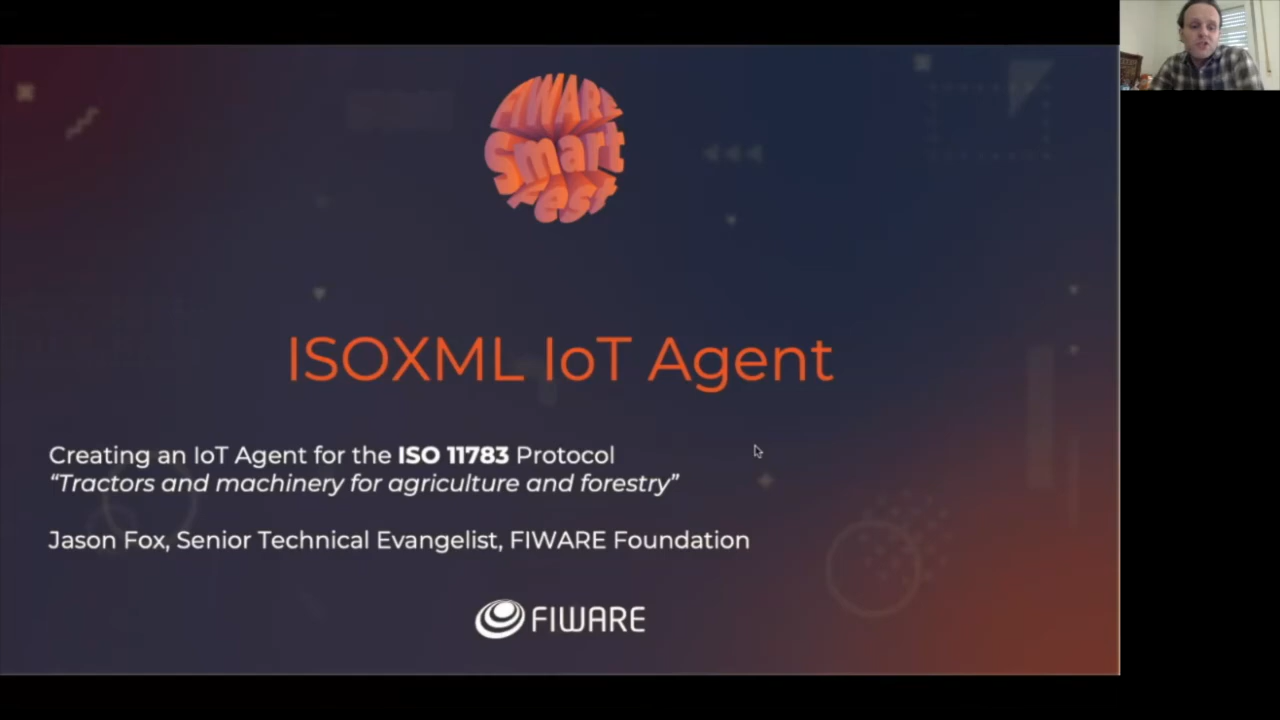 FIWARE
Smart
Fest
ISOXML IoT Agent
Creating an IoT Agent for the ISO 11783 Protocol
“Tractors and machinery for agriculture and forestry”
Jason Fox, Senior Technical Evangelist, FIWARE Foundation
FIWARE